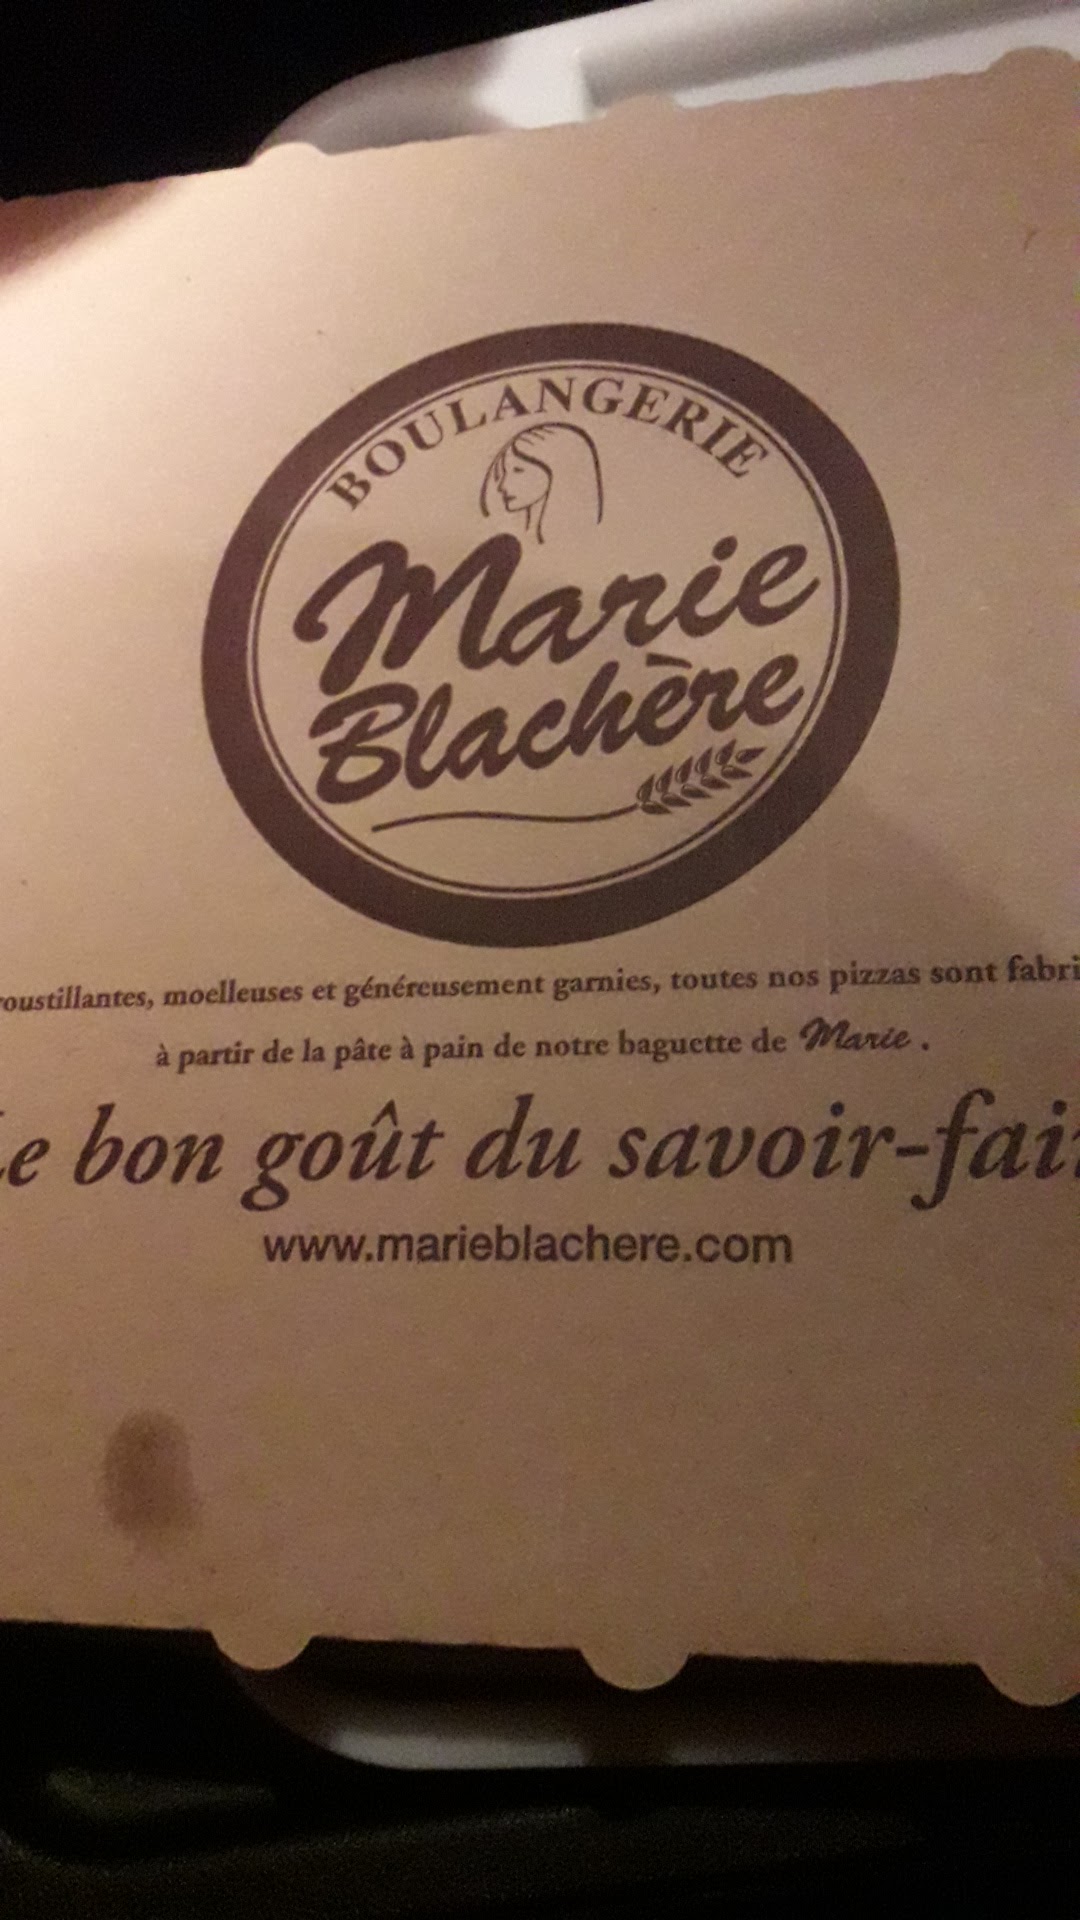 BOULANGERIE
Marie
Blachère
roustillantes, moelleuses et généreusement garnies, toutes nos pizzas sont fabri
à partir de la pâte à pain de notre baguette de Marie .
Le bon goût du savoir-fai
www.marieblachere.com